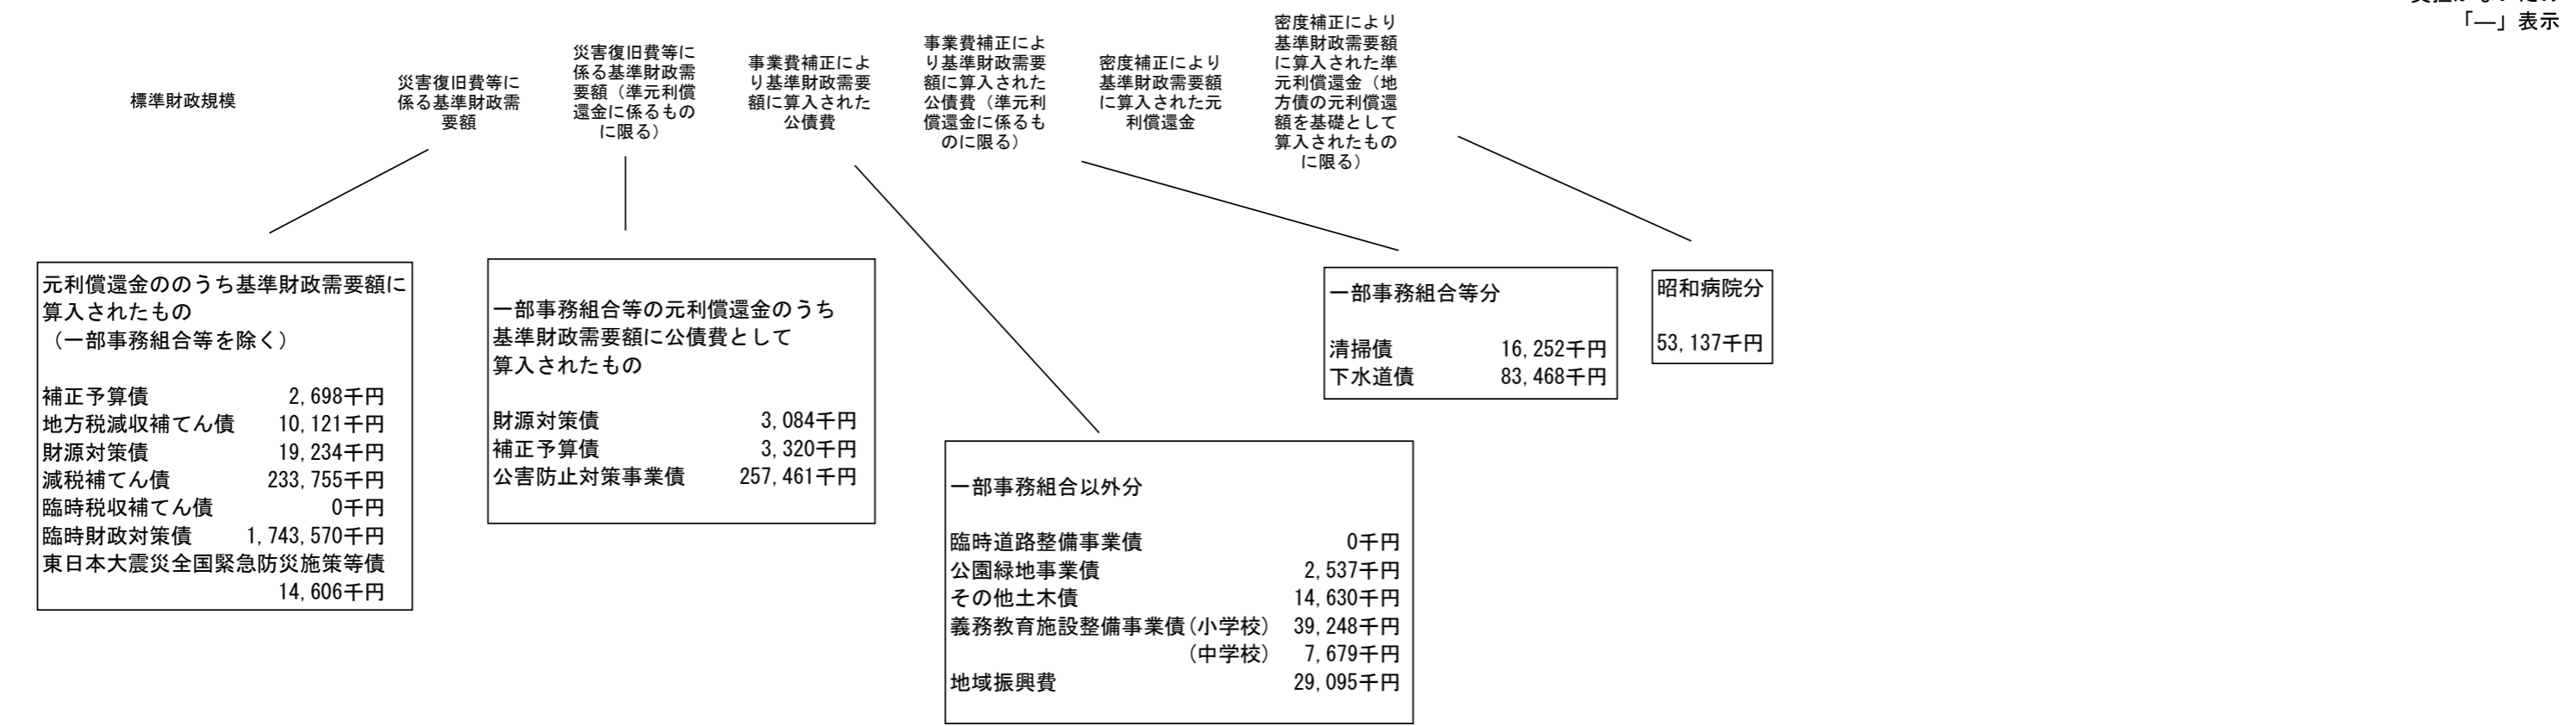 「―」表示
標準財政規模
災害復旧費等に
係る基準財政需
要額
災害復旧費等に
係る基準財政需
要額（準元利償
還金に係るもの
に限る）
事業費補正によ
り基準財政需要
額に算入された
公債費
事業費補正によ
り基準財政需要
額に算入された
公債費（準元利
償還金に係るも
のに限る）
密度補正により
基準財政需要額
に算入された元
利償還金
密度補正により
基準財政需要額
に算入された準
元利償還金（地
方債の元利償還
額を基礎として
算入されたもの
に限る）
元利償還金ののうち基準財政需要額に
算入されたもの
（一部事務組合等を除く）
補正予算債 2,698千円
地方税減収補てん債 10,121千円
財源対策債 19,234千円
減税補てん債 233,755千円
臨時税収補てん債 0千円
臨時財政対策債 1,743,570千円
東日本大震災全国緊急防災施策等債
14,606千円
一部事務組合等の元利償還金のうち
基準財政需要額に公債費として
算入されたもの
財源対策債 3,084千円
補正予算債 3,320千円
公害防止対策事業債 257,461千円
一部事務組合以外分
臨時道路整備事業債 0千円
公園緑地事業債 2,537千円
その他土木債 14,630千円
義務教育施設整備事業債(小学校) 39,248千円
(中学校) 7,679千円
地域振興費 29,095千円
一部事務組合等分
清掃債 16,252千円
下水道債 83,468千円
昭和病院分
53,137千円